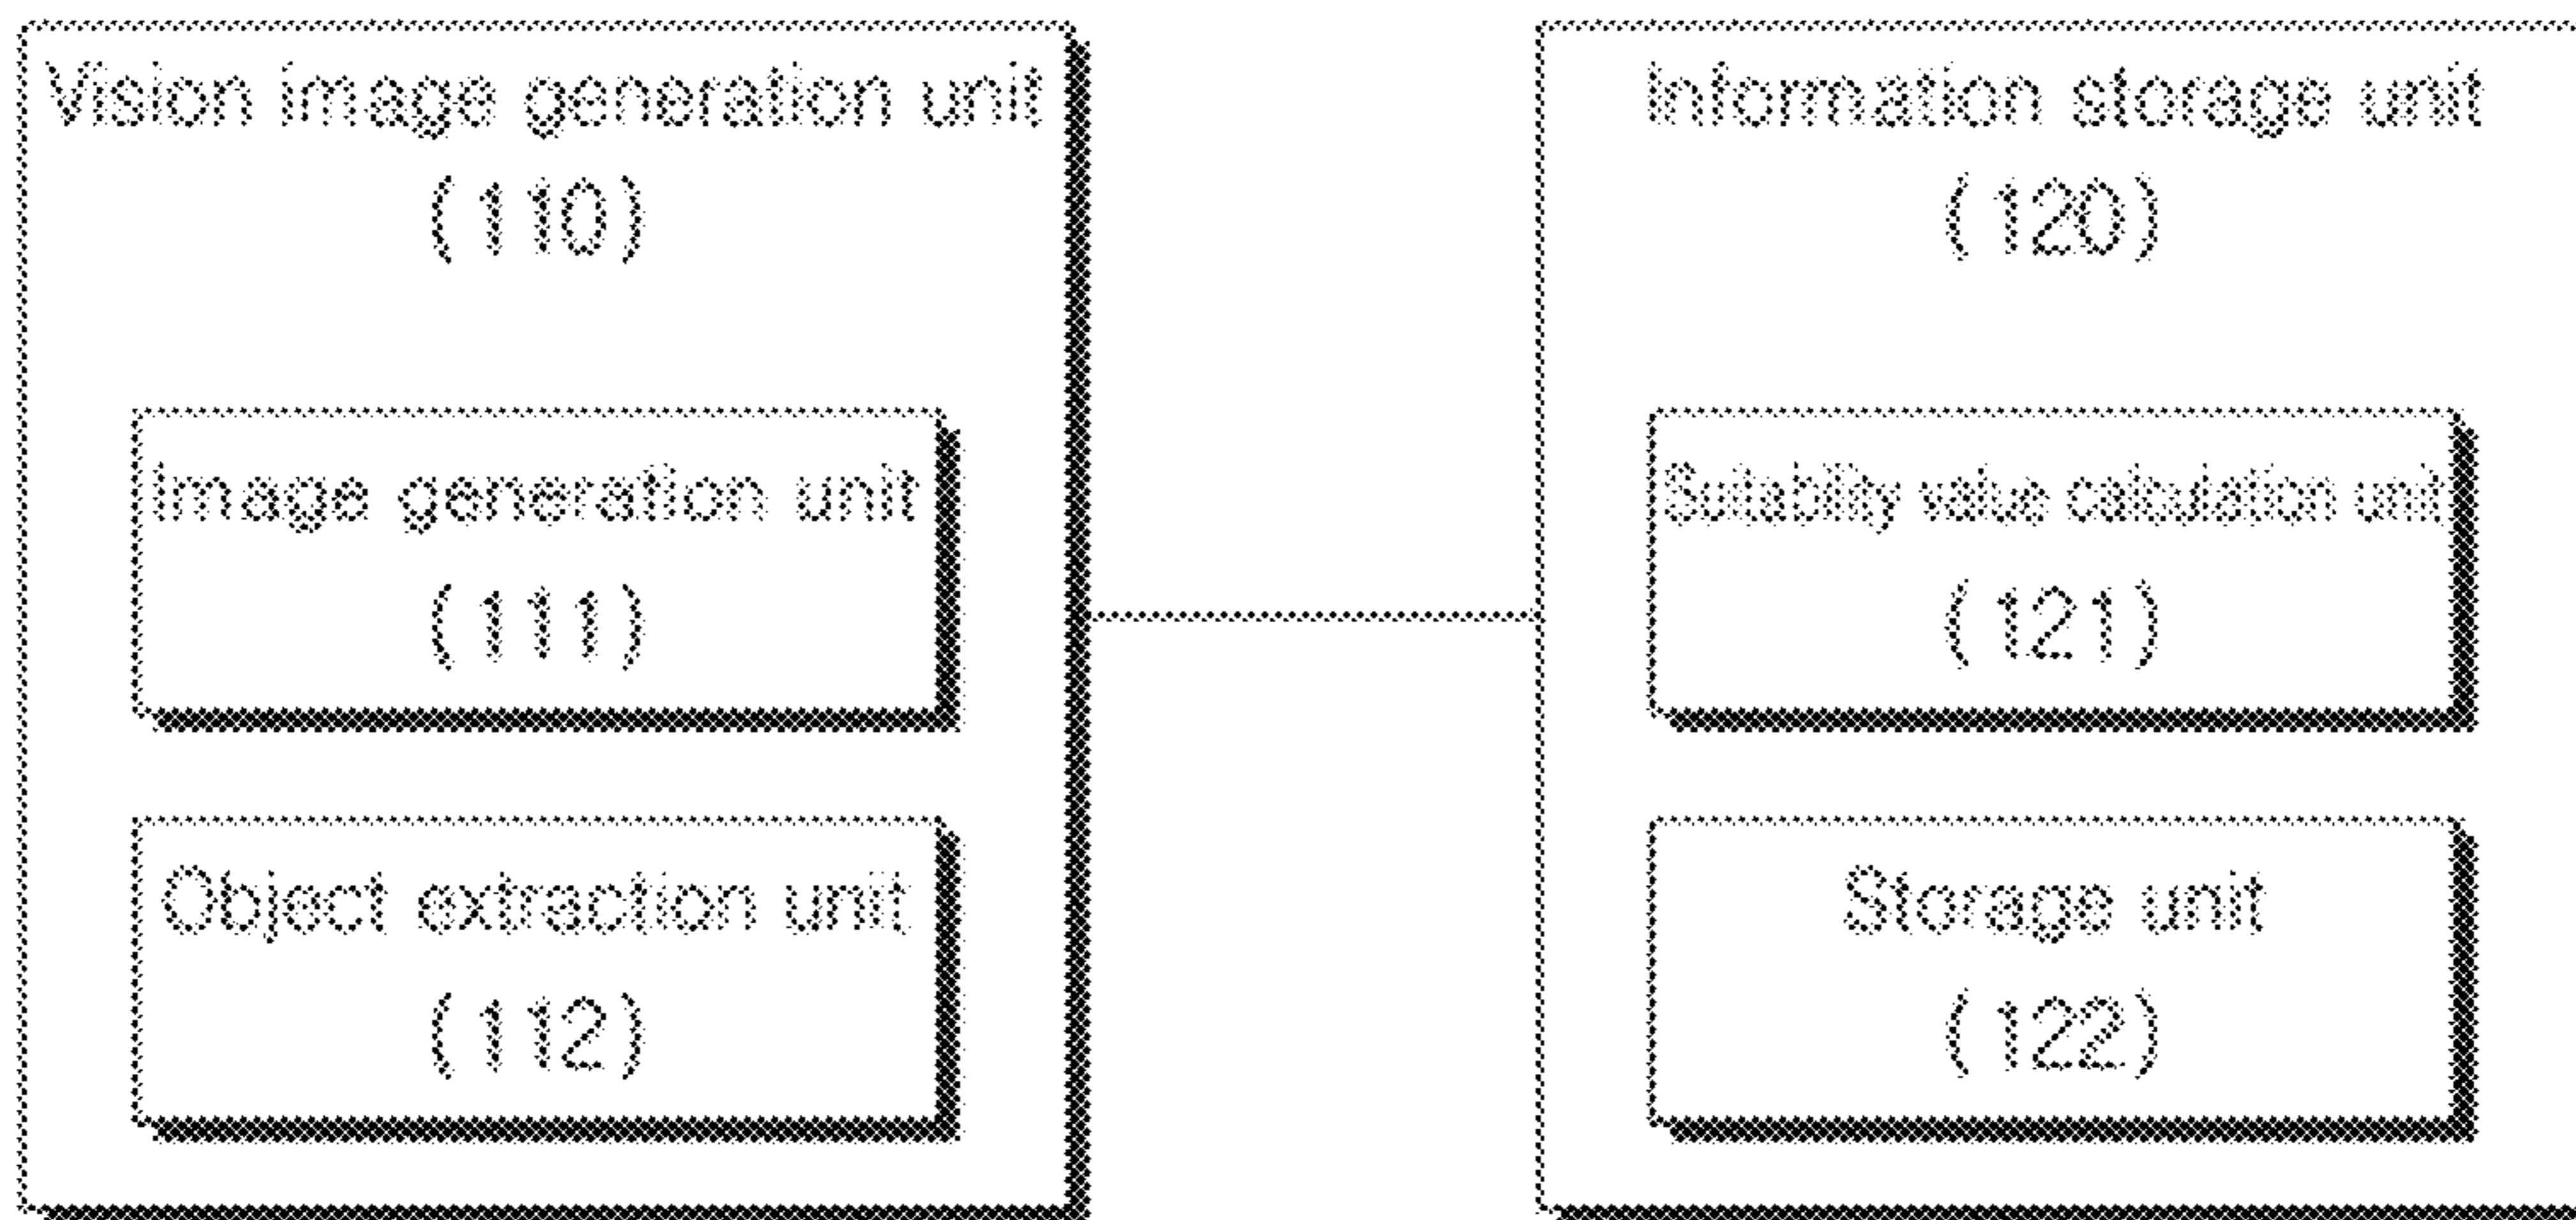 Vision image generation unit
(110)
Image generation unit
(111)
Object extraction unit
(112)
Information storage unit
(120)
Suitability value calculation unit
(121)
Storage unit
(122)